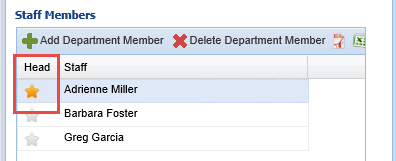 Staff Members
Add Department Member Delete Department Member
Head Staff
Adrienne Miller
Barbara Foster
Greg Garcia